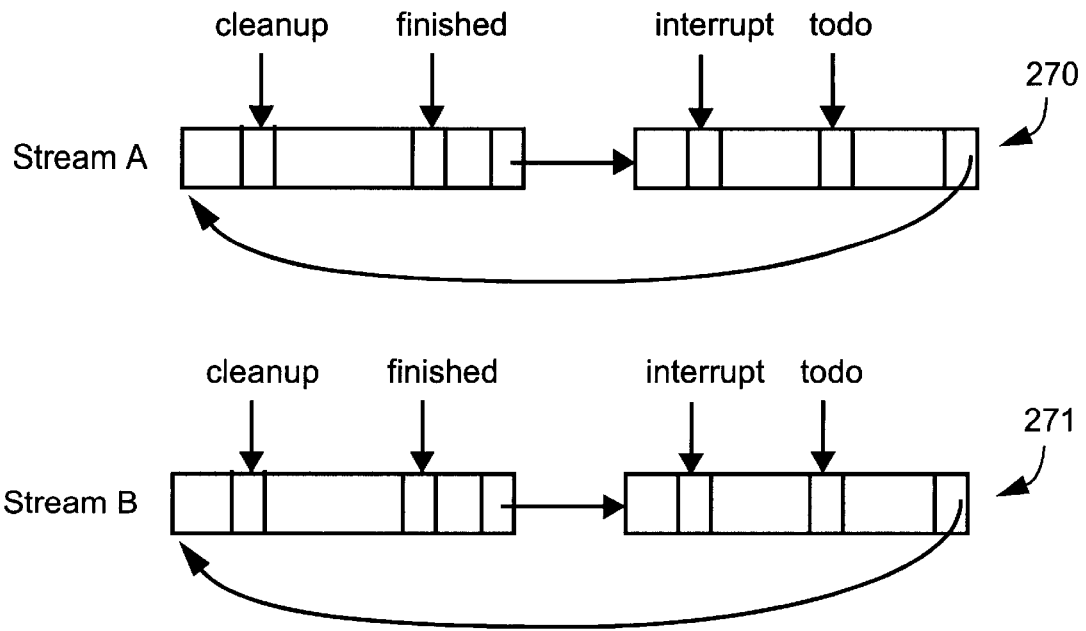 cleanup finished interrupt todo
270
Stream A
cleanup finished interrupt todo
271
Stream B